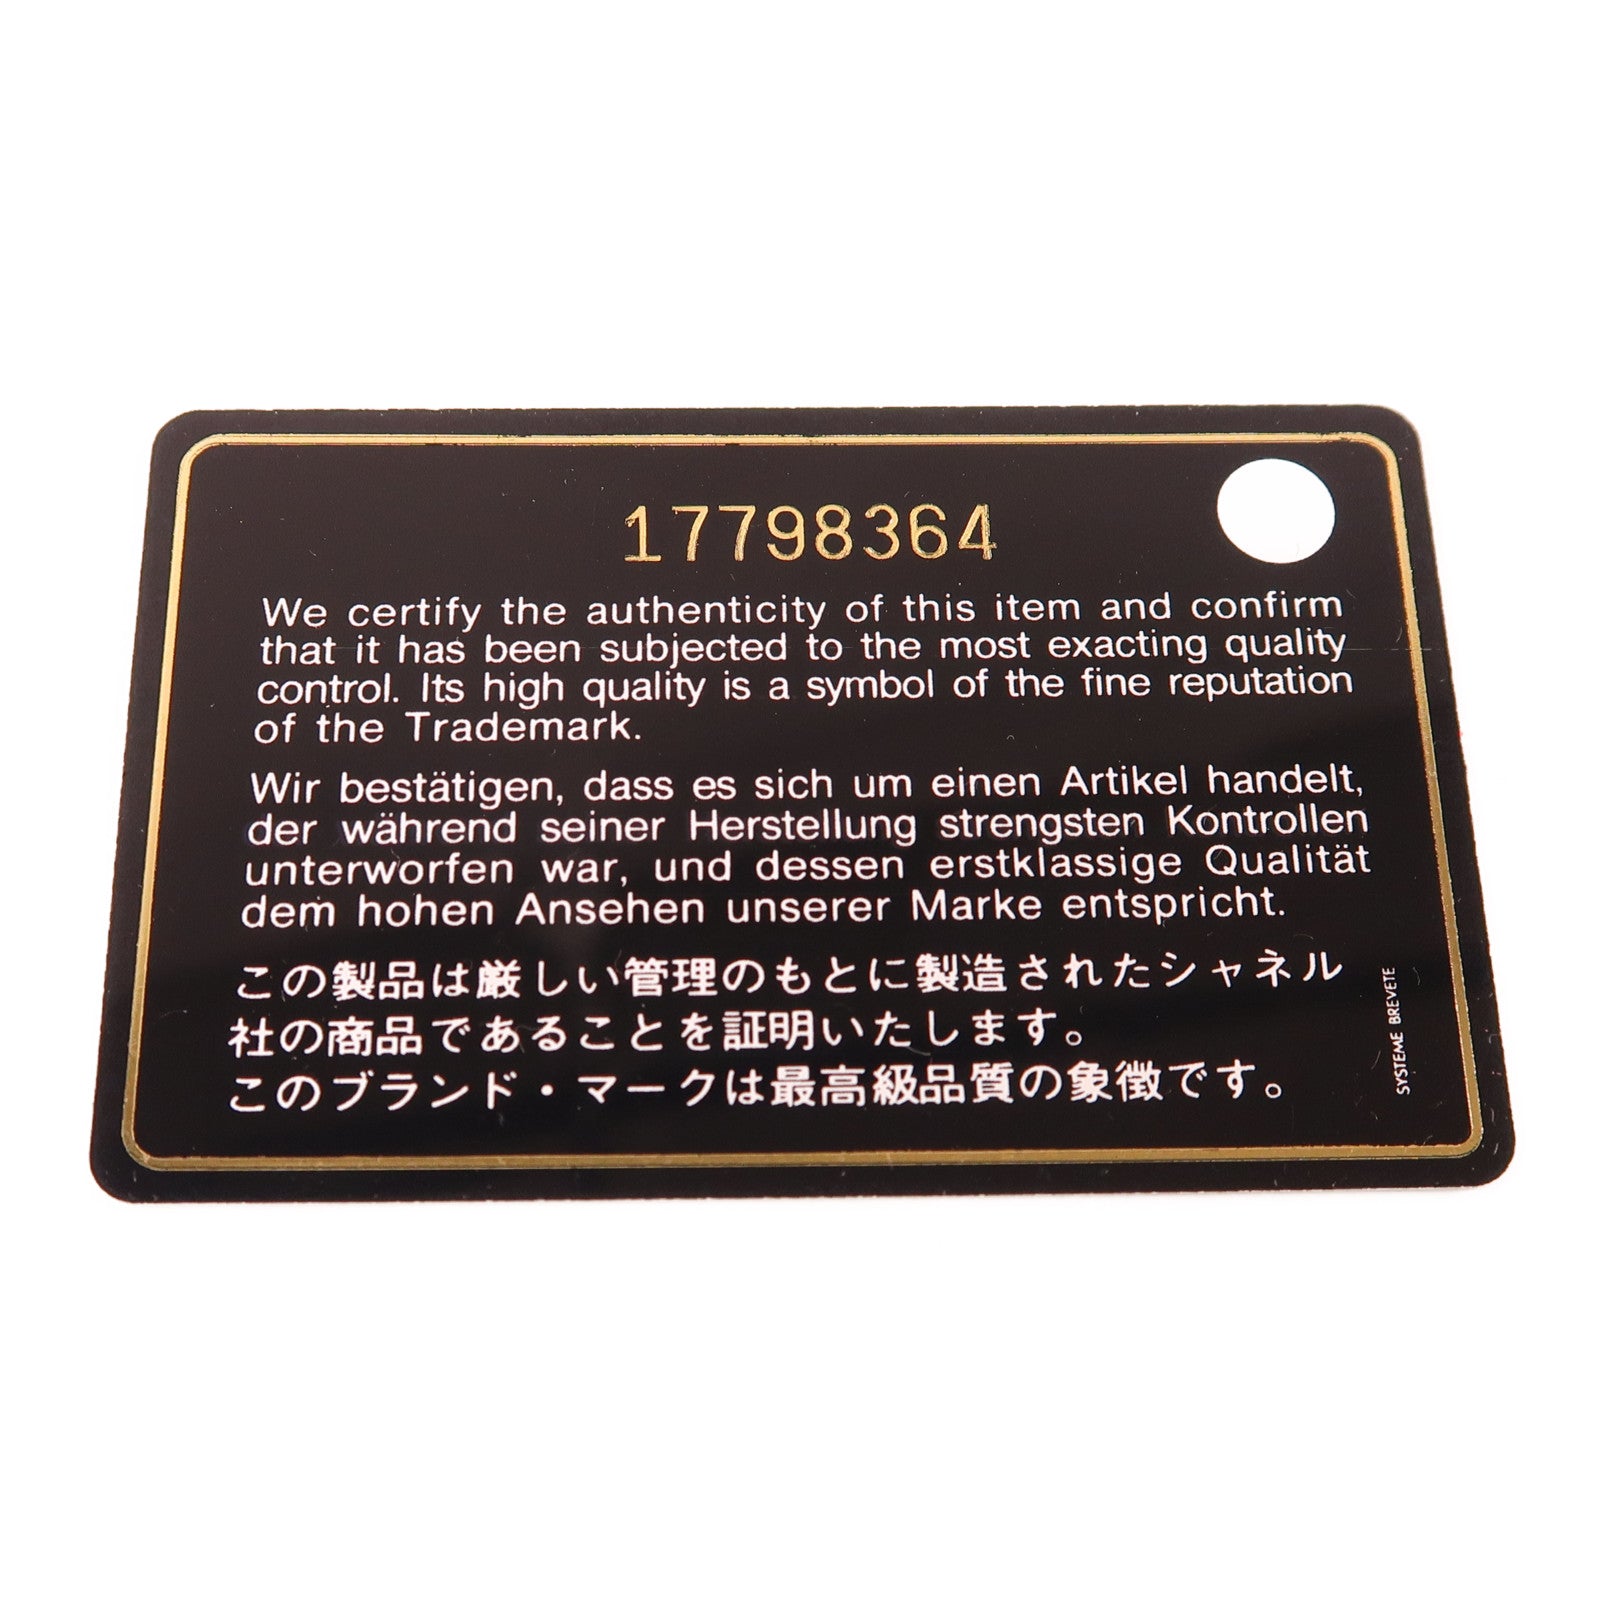 17798364
We certify the authenticity of this item and confirm
that it has been subjected to the most exacting quality
control. Its high quality is a symbol of the fine reputation
of the Trademark.
Wir bestätigen, dass es sich um einen Artikel handelt,
der während seiner Herstellung strengsten Kontrollen
unterworfen war, und dessen erstklassige Qualität
dem hohen Ansehen unserer Marke entspricht.
この製品は厳しい管理のもとに製造されたシャネル
社の商品であることを証明いたします。
このブランド・マークは最高級品質の象徴です。
SYSTEME BREVETE